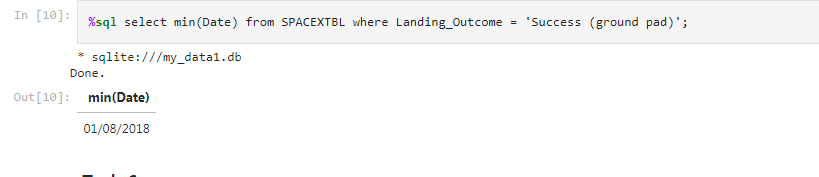 In [10]: %sql select min(Date) from SPACEXTBL where Landing_Outcome = 'Success (ground pad)';
* sqlite:///my_data1.db
Done.
Out[10]: min(Date)
01/08/2018